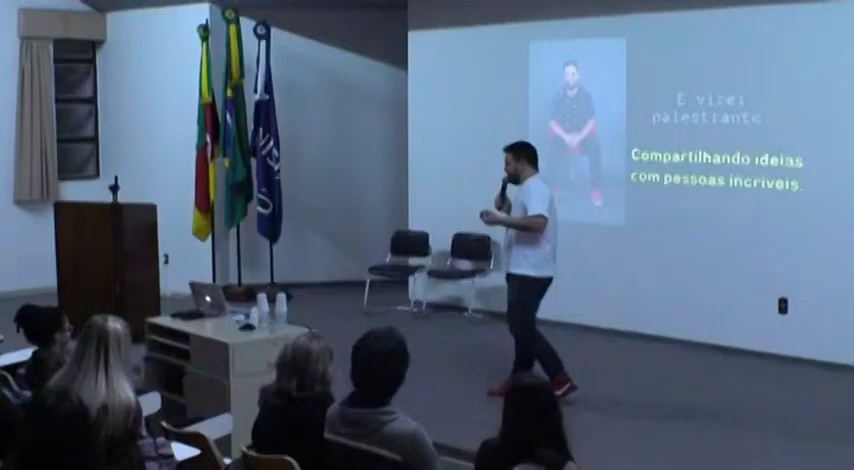 E virei
palestrante
Compartilhando ideias
com pessoas incríveis.